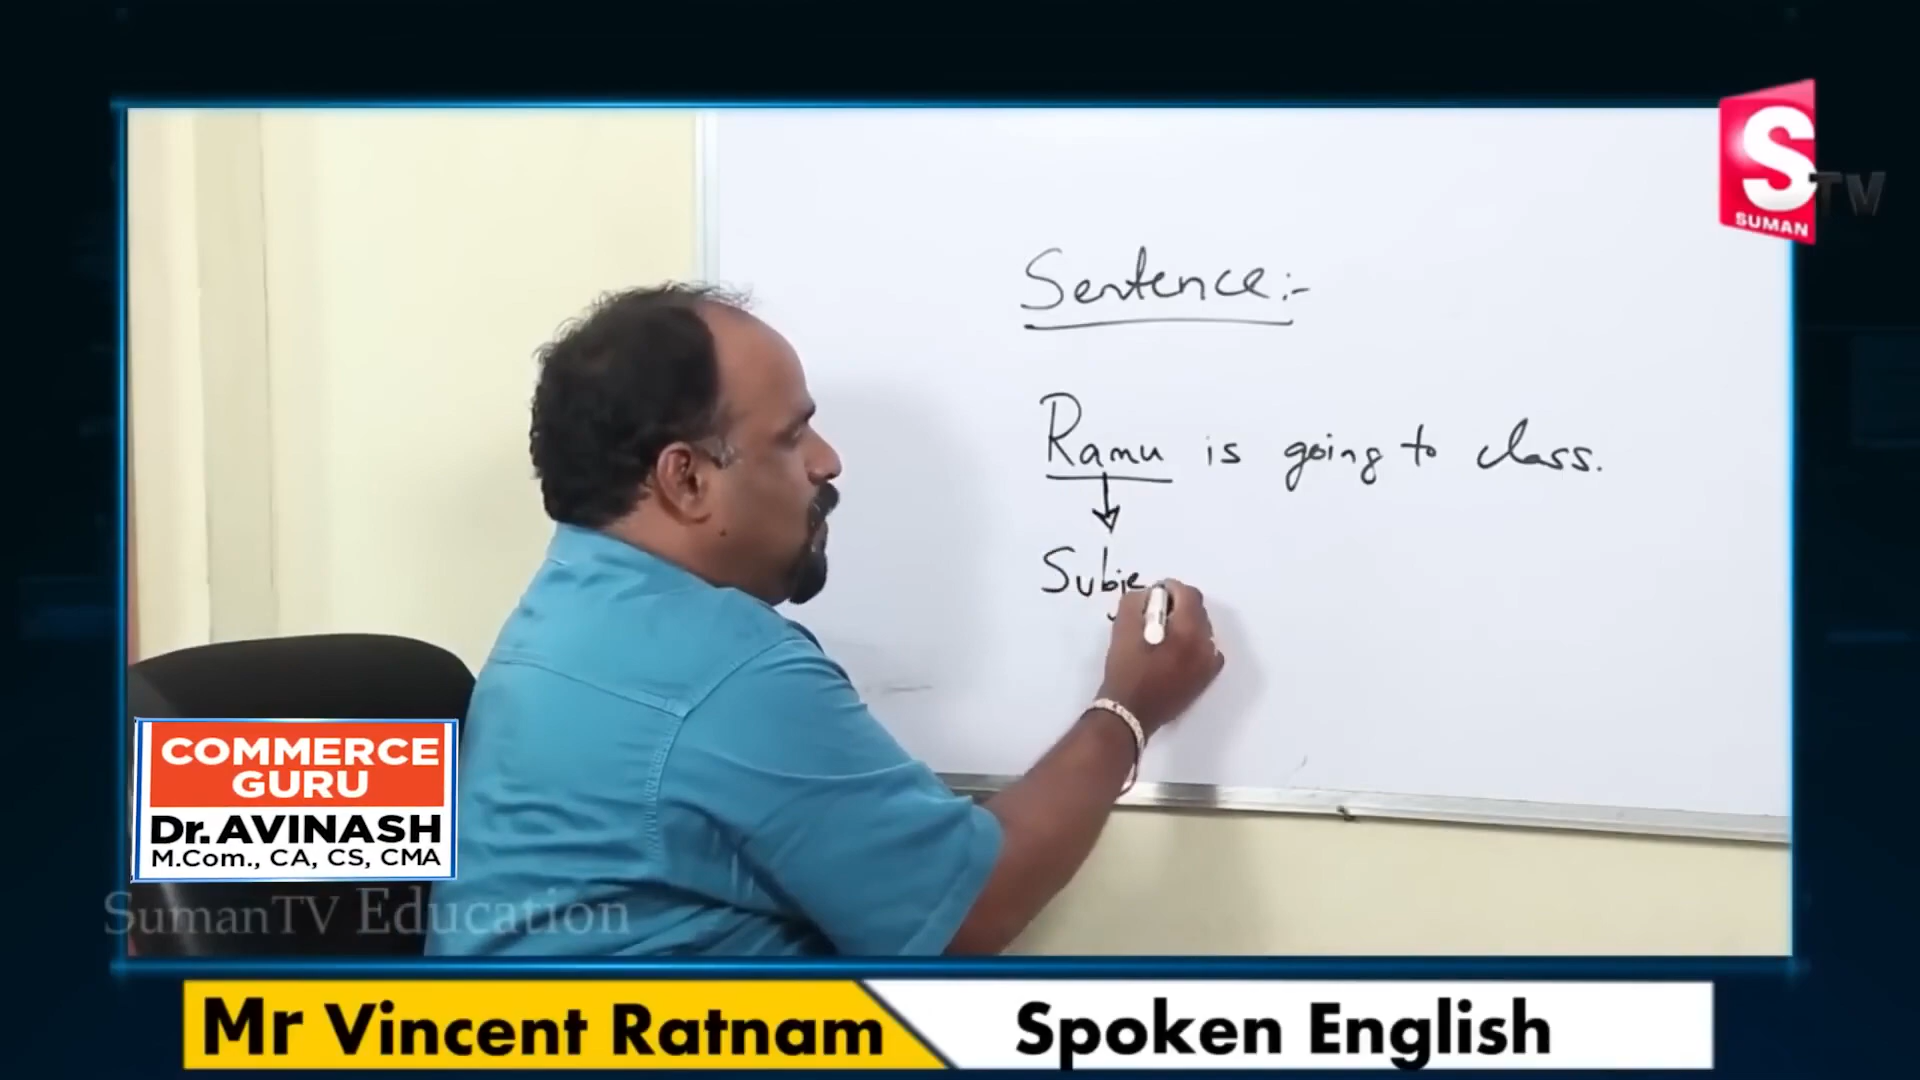 S
SUMAN
TV
Sentence:-
Ramu is going to class.
Subje
COMMERCE
GURU
Dr. AVINASH
M.Com., CA, CS, CMA
SumanTV Education
Mr Vincent Ratnam
Spoken English